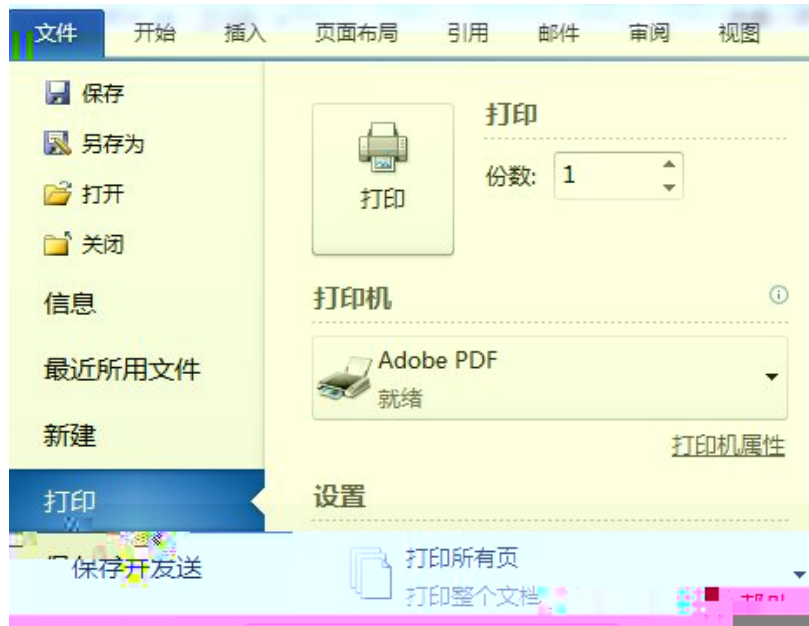 文件 开始 插入 页面布局 引用 邮件 审阅 视图
保存
另存为
打开
关闭
信息
最近所用文件
新建
打印
保存并发送
打印
打印
份数: 1
打印机
Adobe PDF
就绪
打印机属性
设置
打印所有页
打印整个文档